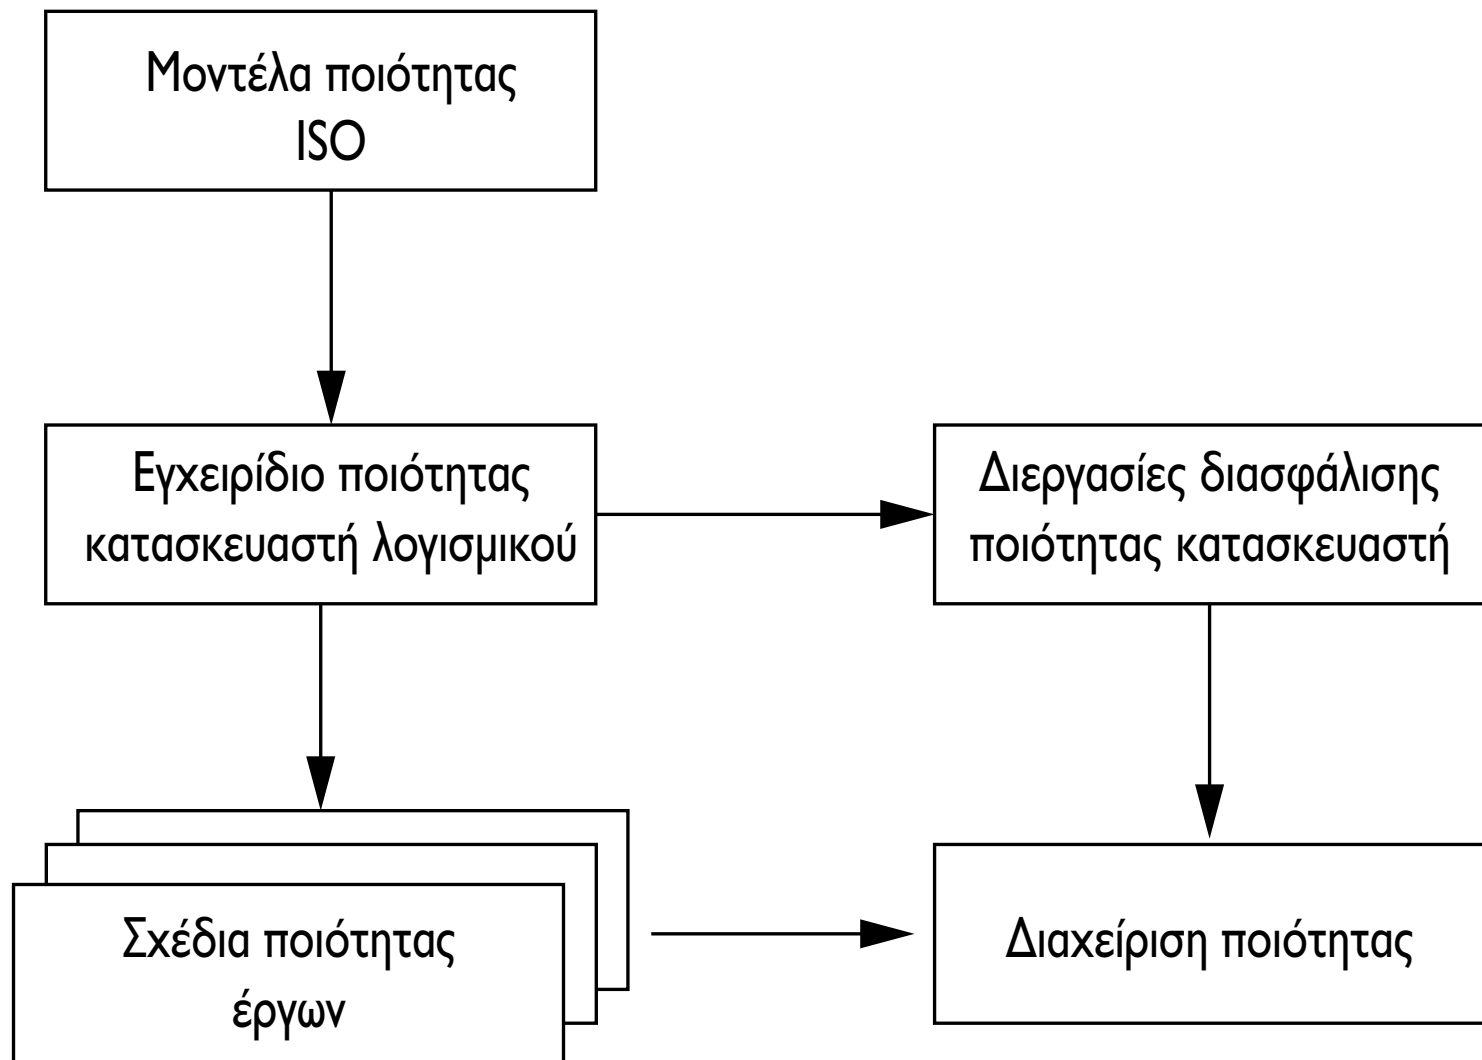 Μοντέλα ποιότητας
ISO
Εγχειρίδιο ποιότητας
κατασκευαστή λογισμικού
Διεργασίες διασφάλισης
ποιότητας κατασκευαστή
Σχέδια ποιότητας
έργων
Διαχείριση ποιότητας